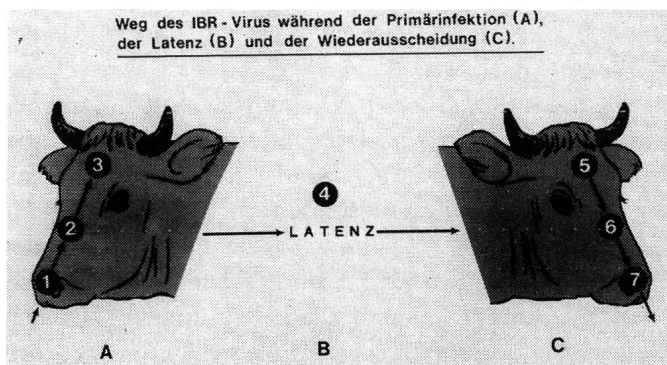 Weg des IBR - Virus während der Primärinfektion (A),
der Latenz (B) und der Wiederausscheidung (C).
3
5
4
2
LATENZ
6
1
7
A
B
C